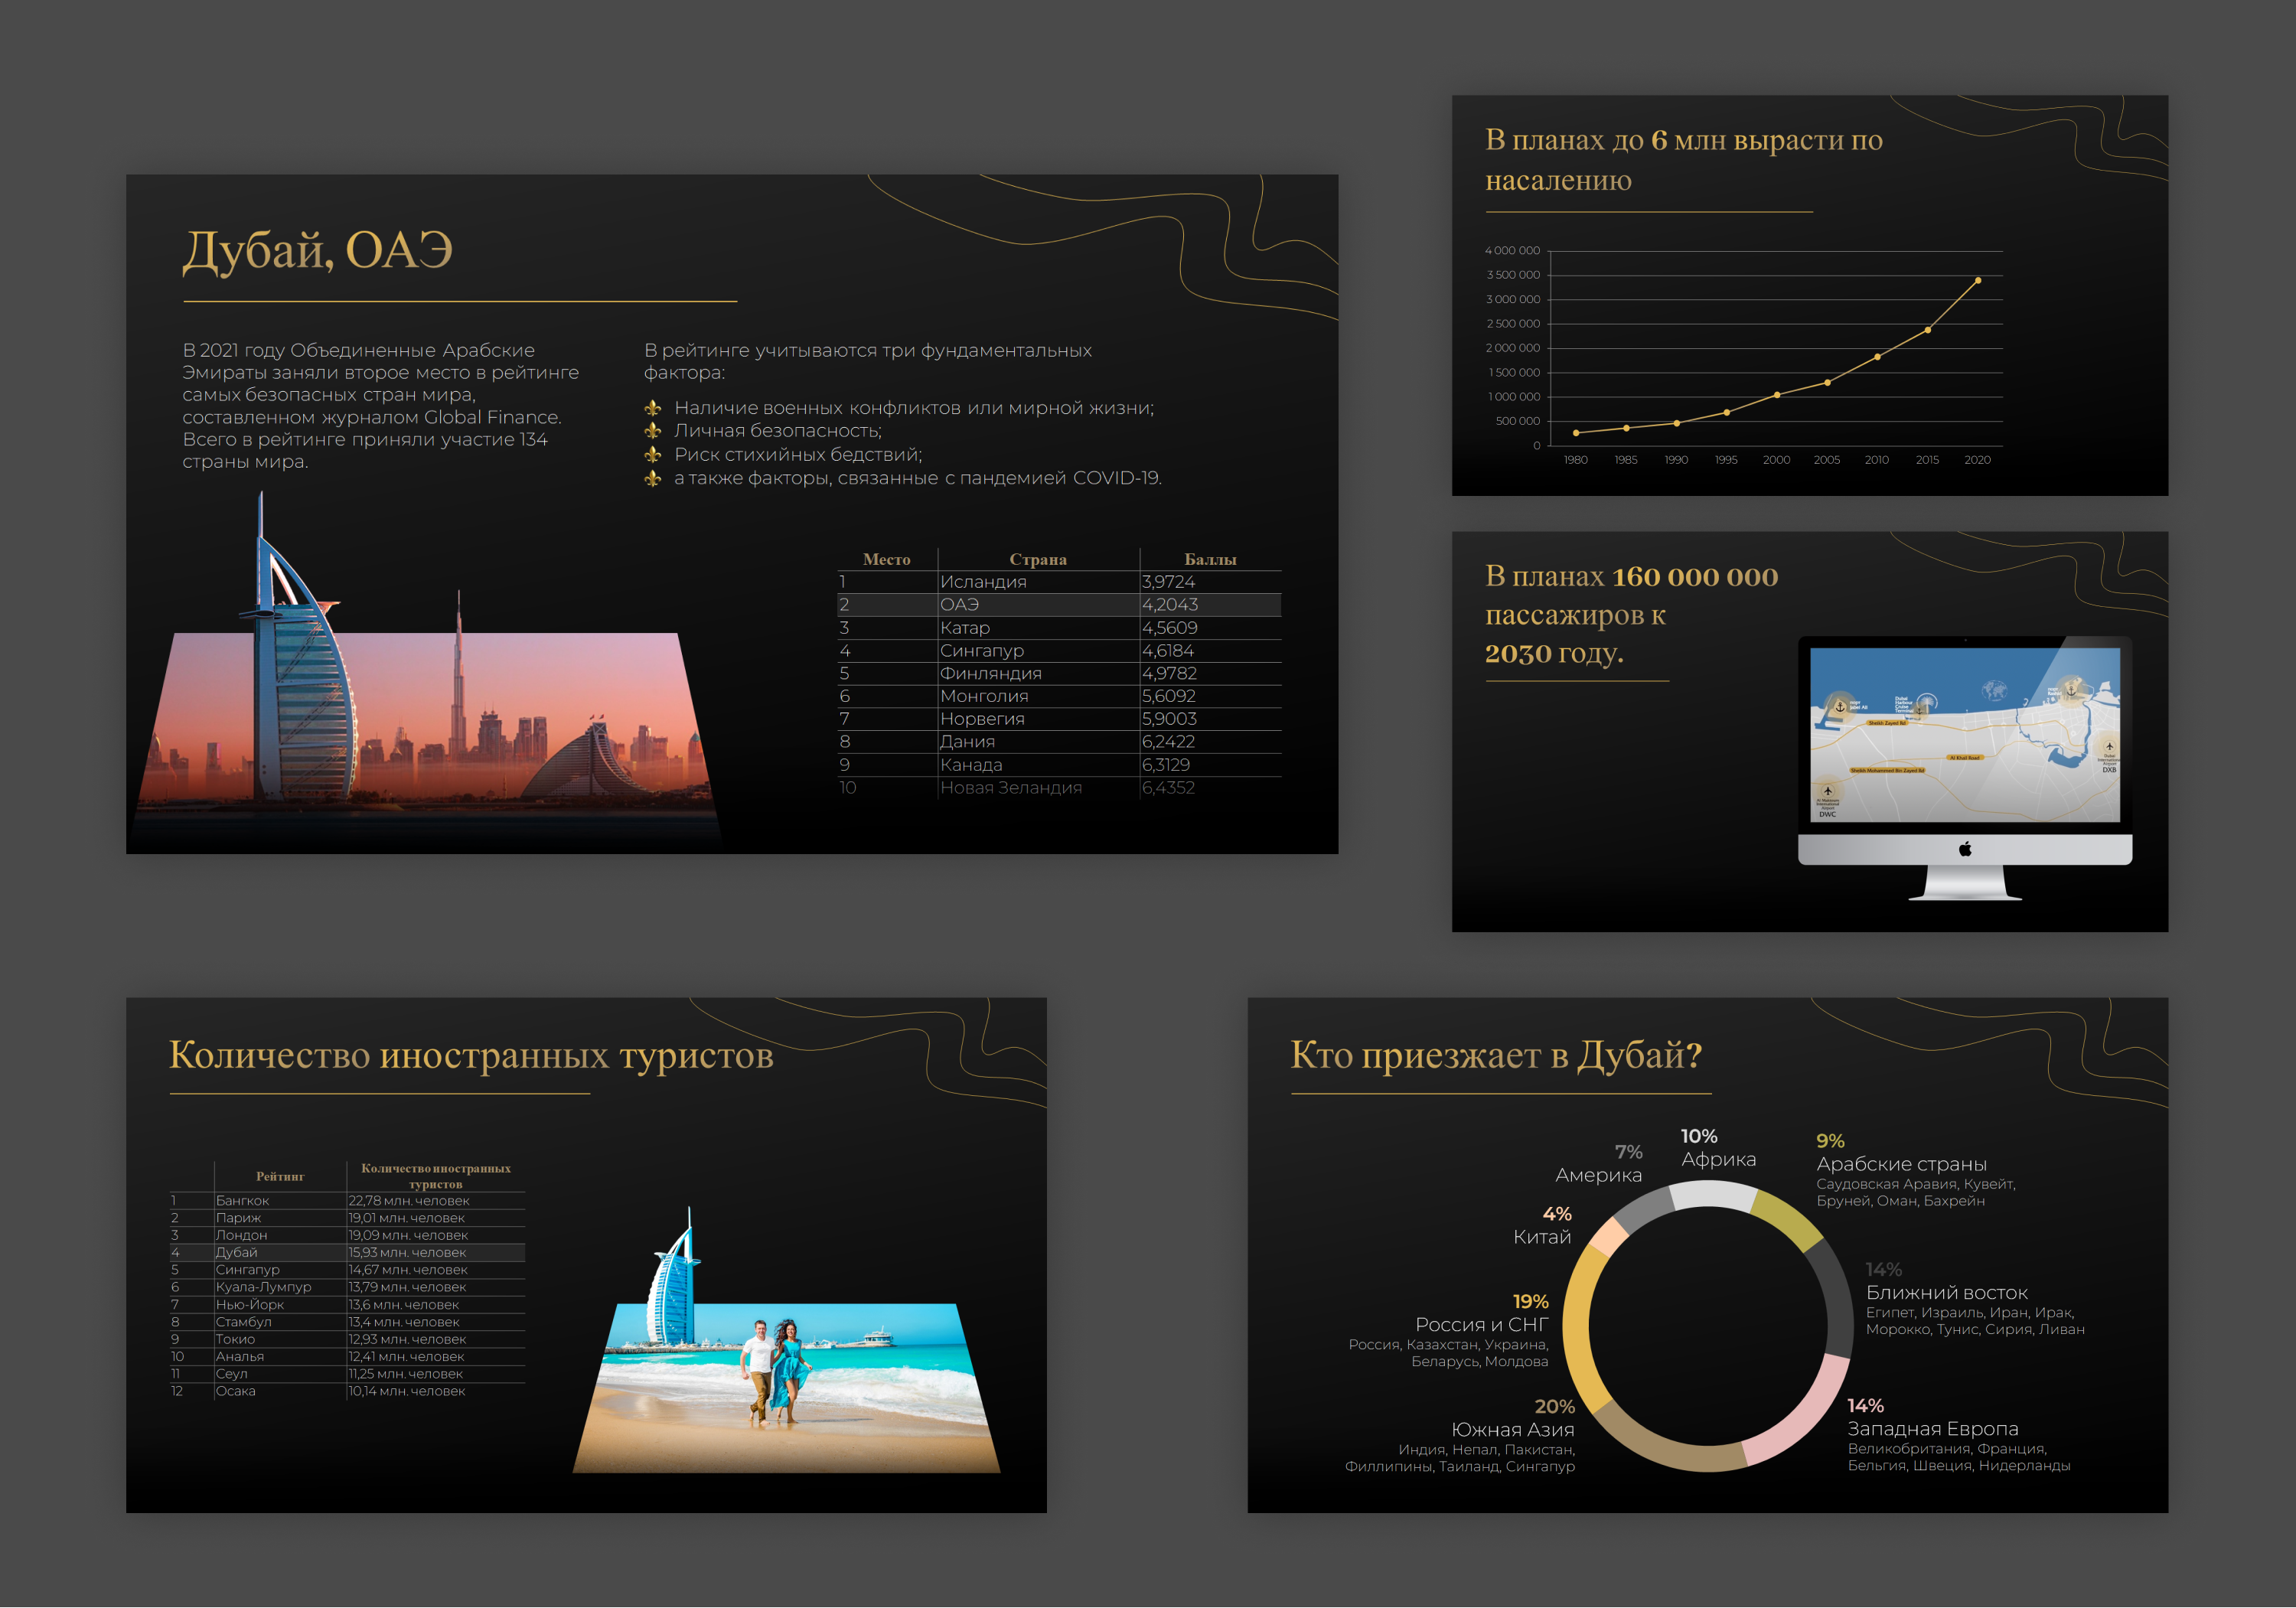 Дубай, ОАЭ
В 2021 году Объединенные Арабские
Эмираты заняли второе место в рейтинге
самых безопасных стран мира,
составленном журналом Global Finance.
Всего в рейтинге приняли участие 134
страны мира.
В рейтинге учитываются три фундаментальных
фактора:
Наличие военных конфликтов или мирной жизни;
Личная безопасность;
Риск стихийных бедствий;
а также факторы, связанные с пандемией COVID-19.
Место Страна Баллы
1 Исландия 3,9724
2 ОАЭ 4,2043
3 Катар 4,5609
4 Сингапур 4,6184
5 Финляндия 4,9782
6 Монголия 5,6092
7 Норвегия 5,9003
8 Дания 6,2422
9 Канада 6,3129
10 Новая Зеландия 6,4352
В планах до 6 млн вырасти по
насалению
4 000 000
3 500 000
3 000 000
2 500 000
2 000 000
1 500 000
1 000 000
500 000
0
1980 1985 1990 1995 2000 2005 2010 2015 2020
В планах 160 000 000
пассажиров к
2030 году.
Sheikh Zayed Rd
Al Khail Road
Sheikh Mohammed Bin Zayed Rd
DXB
DWC
Количество иностранных туристов
Рейтинг Количество иностранных
туристов
1 Бангкок 22,78 млн. человек
2 Париж 19,01 млн. человек
3 Лондон 19,09 млн. человек
4 Дубай 15,93 млн. человек
5 Сингапур 14,67 млн. человек
6 Куала-Лумпур 13,79 млн. человек
7 Нью-Йорк 13,6 млн. человек
8 Стамбул 13,4 млн. человек
9 Токио 12,93 млн. человек
10 Аналья 12,41 млн. человек
11 Сеул 11,25 млн. человек
12 Осака 10,14 млн. человек
Кто приезжает в Дубай?
10%
Африка
9%
Арабские страны
Саудовская Аравия, Кувейт,
Бруней, Оман, Бахрейн
14%
Ближний восток
Египет, Израиль, Иран, Ирак,
Морокко, Тунис, Сирия, Ливан
14%
Западная Европа
Великобритания, Франция,
Бельгия, Швеция, Нидерланды
20%
Южная Азия
Индия, Непал, Пакистан,
Филлипины, Таиланд, Сингапур
19%
Россия и СНГ
Россия, Казахстан, Украина,
Беларусь, Молдова
4%
Китай
7%
Америка